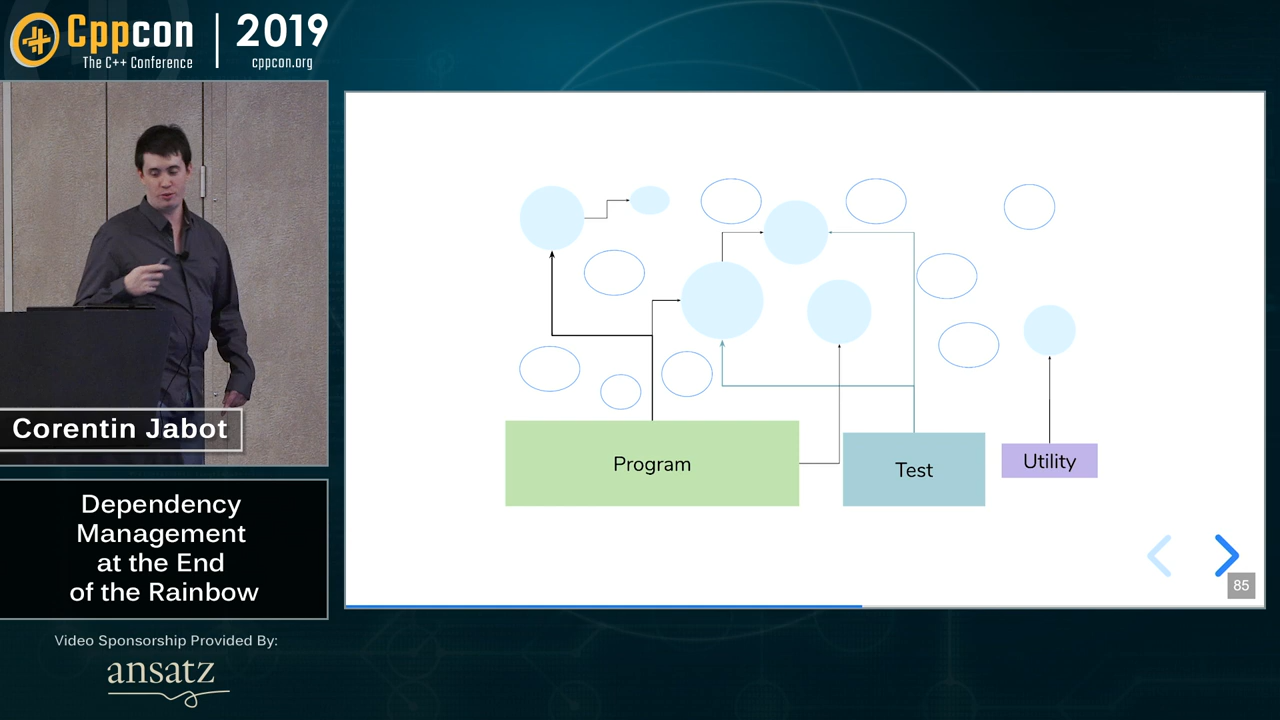 Cppcon
The C++ Conference
2019
cppcon.org
Corentin Jabot
Dependency
Management
at the End
of the Rainbow
Video Sponsorship Provided By:
ansatz
Program
Test
Utility
85